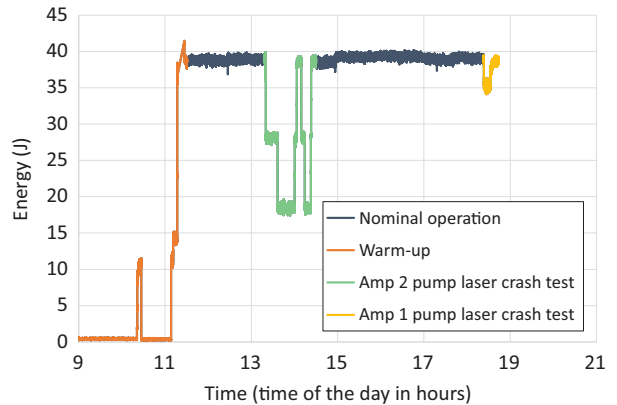 45
40
35
30
25
20
15
10
5
0
Energy (J)
Nominal operation
Warm-up
Amp 2 pump laser crash test
Amp 1 pump laser crash test
9 11 13 15 17 19 21
Time (time of the day in hours)